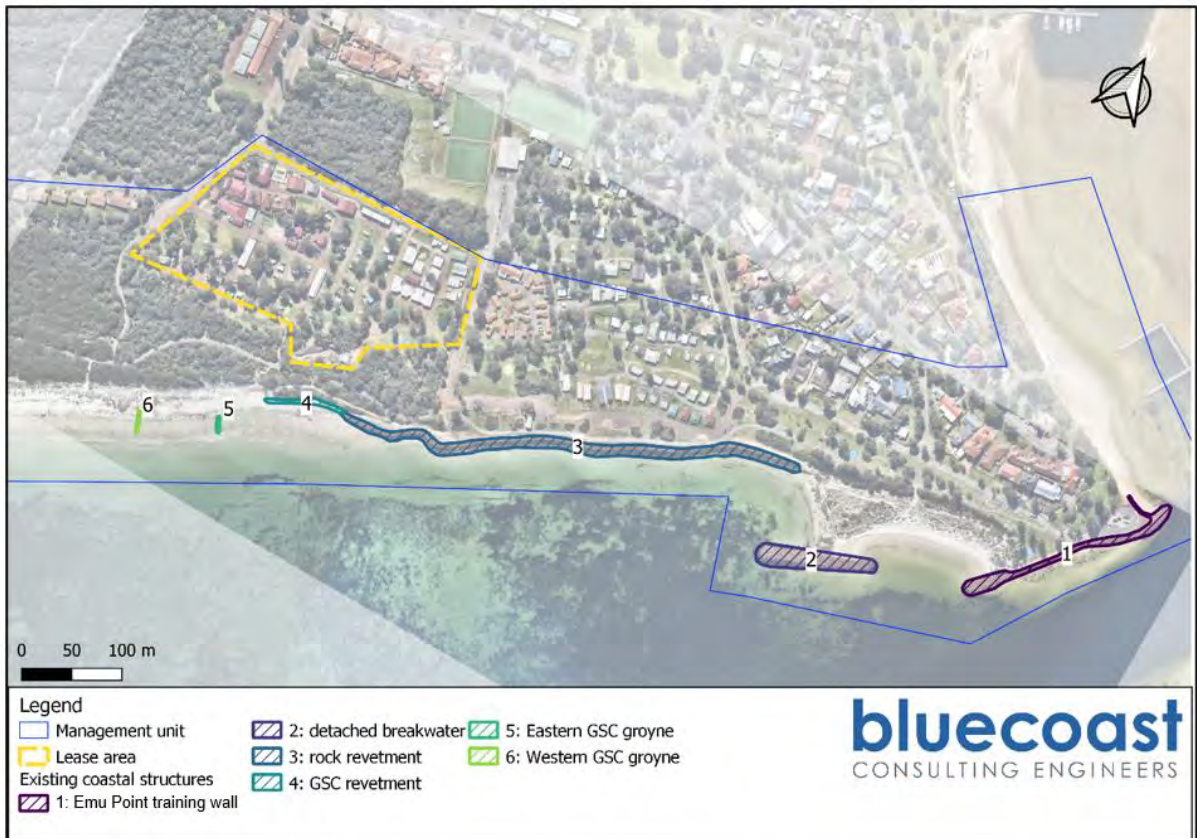 6
5
4
3
2
1
0 50 100 m
Legend
Management unit
Lease area
Existing coastal structures
1: Emu Point training wall
2: detached breakwater
3: rock revetment
4: GSC revetment
5: Eastern GSC groyne
6: Western GSC groyne
bluecoast
CONSULTING ENGINEERS